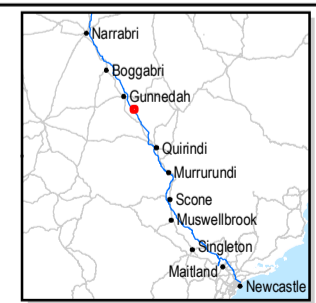 Narrabri
Boggabri
Gunnedah
Quirindi
Murrurundi
Scone
Muswellbrook
Singleton
Maitland
Newcastle